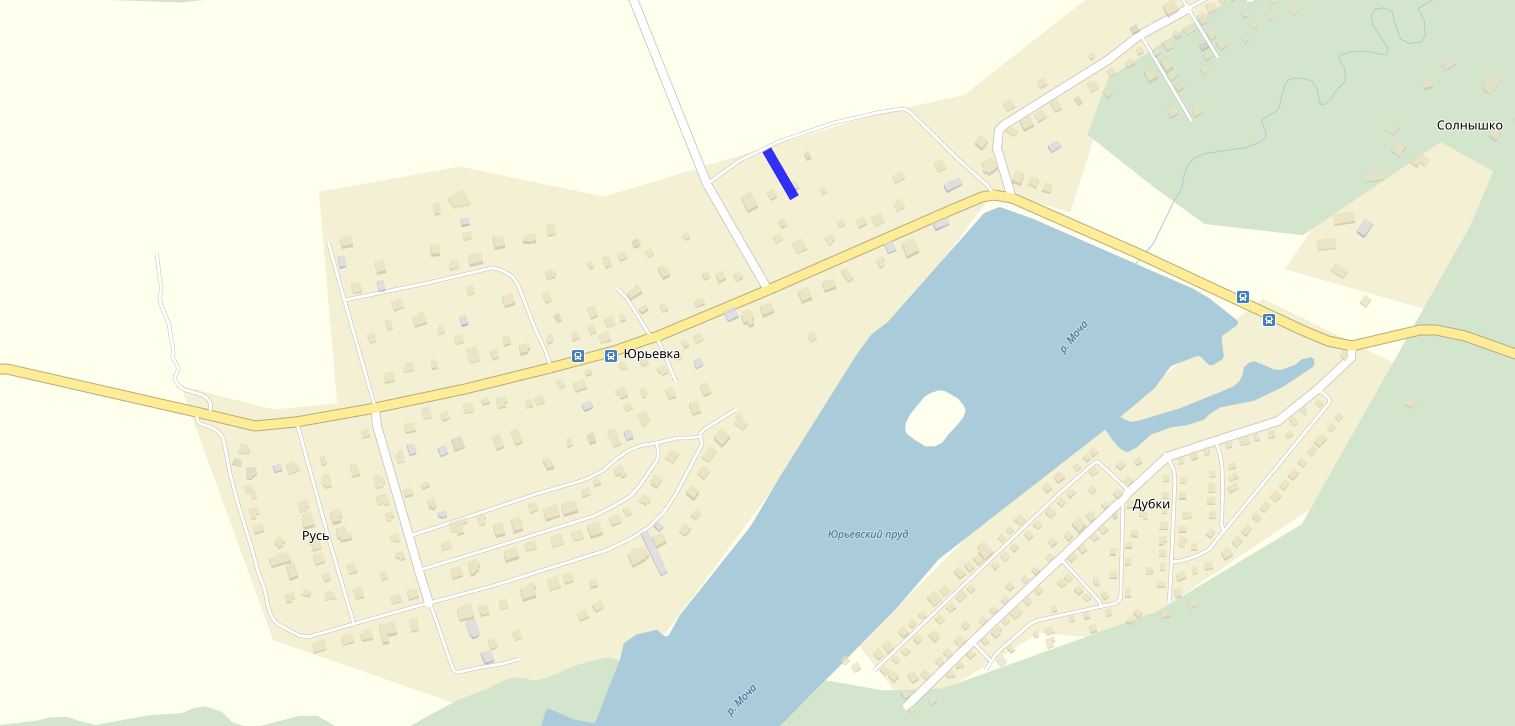 Солнышко
р. Моча
Юрьевка
Дубки
Русь
Юрьевский пруд
р. Моча